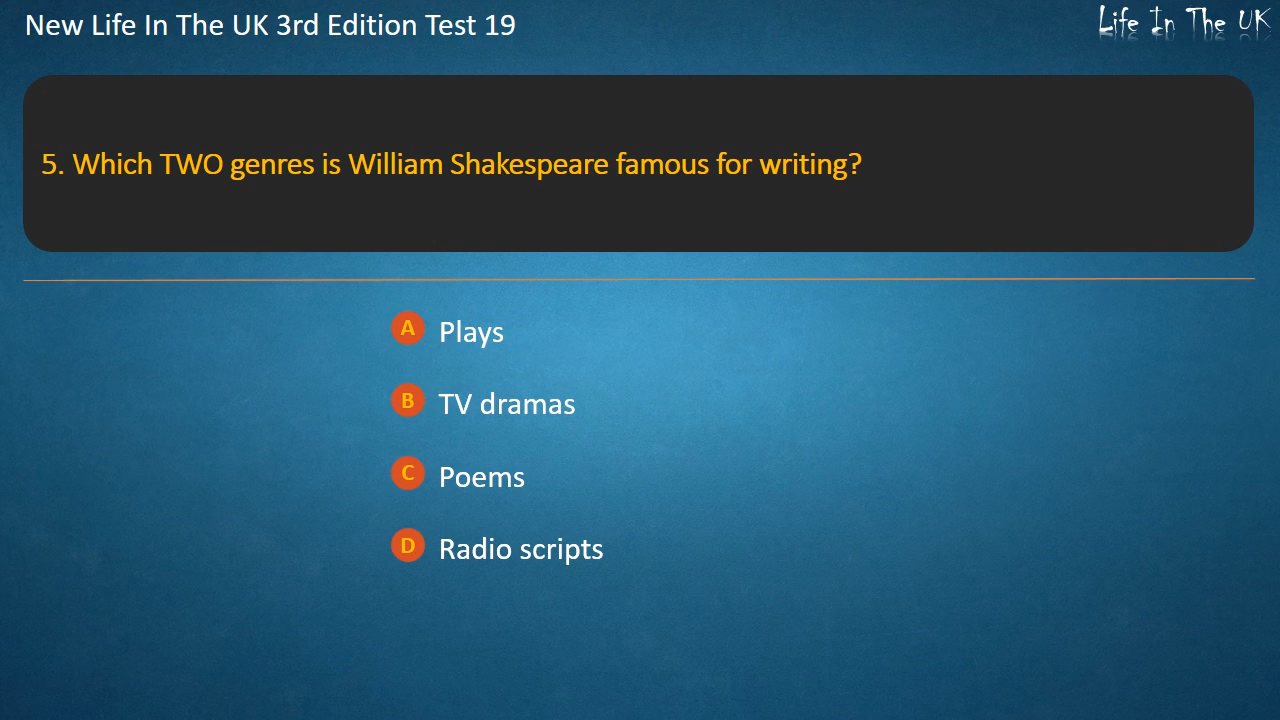 New Life In The UK 3rd Edition Test 19
Life In The UK
5. Which TWO genres is William Shakespeare famous for writing?
A Plays
B TV dramas
C Poems
D Radio scripts